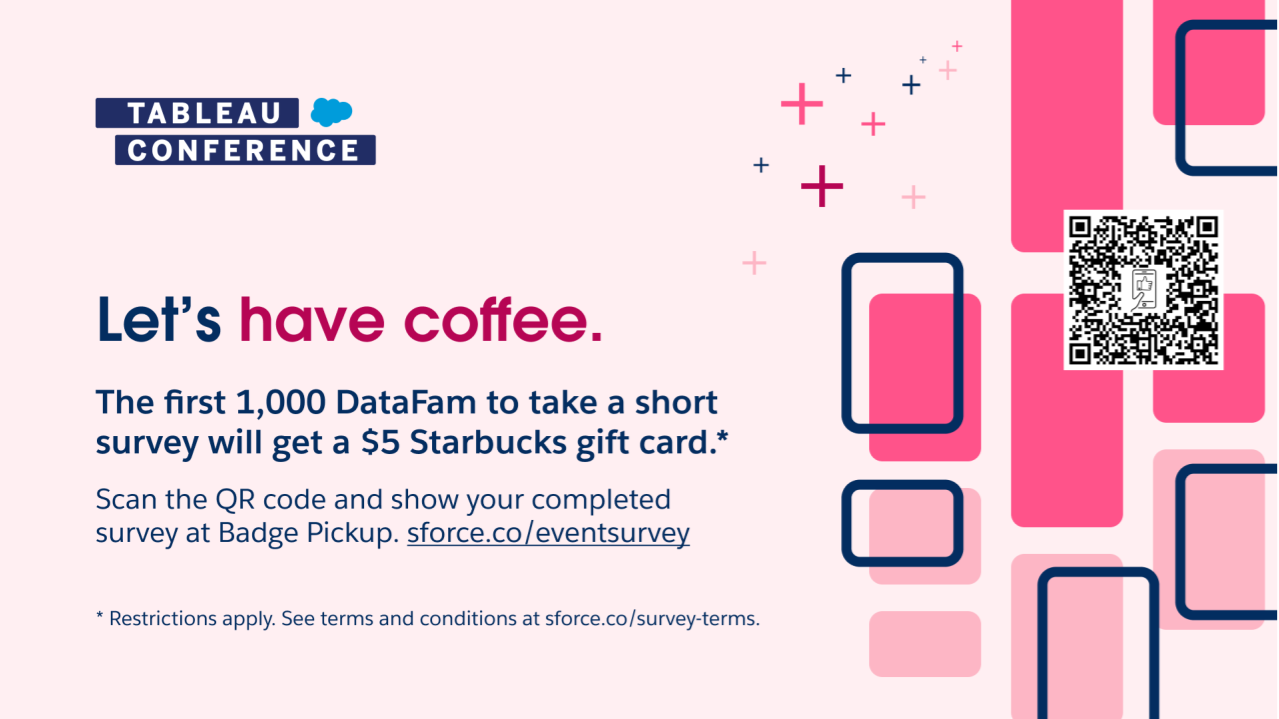 TABLEAU
CONFERENCE
Let’s have coffee.
The first 1,000 DataFam to take a short
survey will get a $5 Starbucks gift card.*
Scan the QR code and show your completed
survey at Badge Pickup. sforce.co/eventsurvey
* Restrictions apply. See terms and conditions at sforce.co/survey-terms.